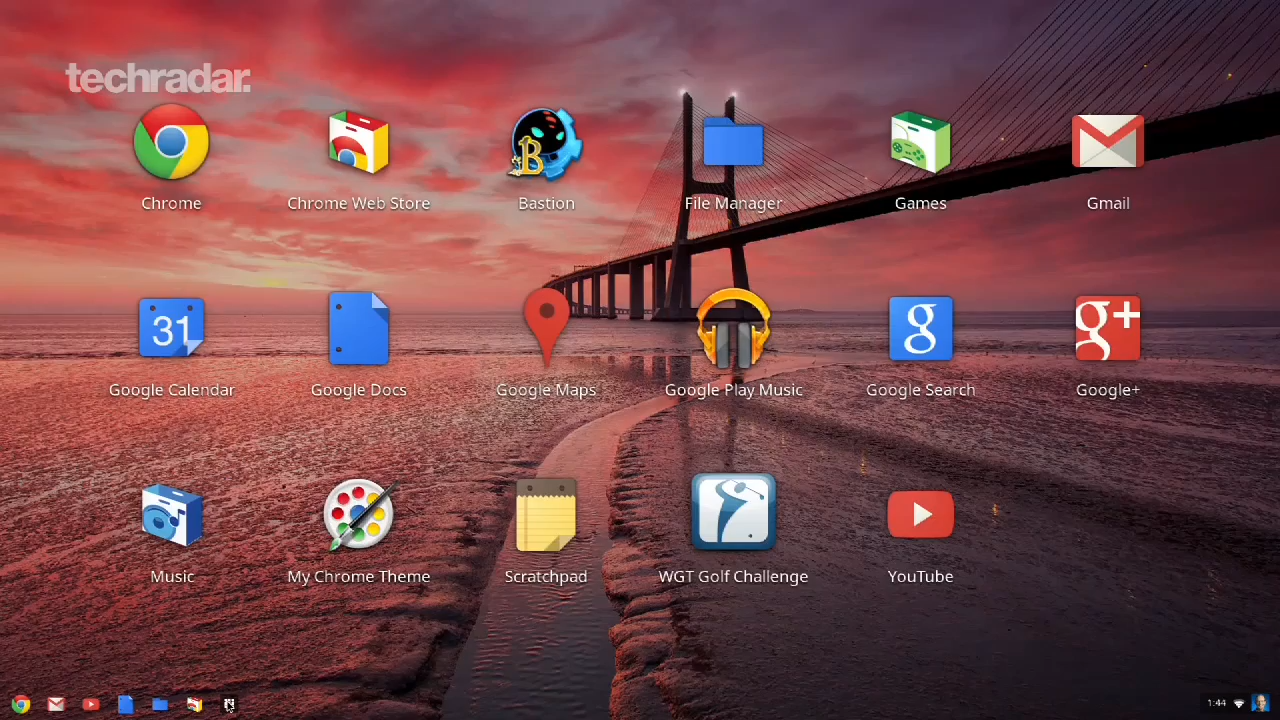 techradar.
Chrome
Chrome Web Store
Bastion
File Manager
Games
Gmail
31
Google Calendar
Google Docs
Google Maps
Google Play Music
Google Search
Google+
Music
My Chrome Theme
Scratchpad
WGT Golf Challenge
YouTube
1:44